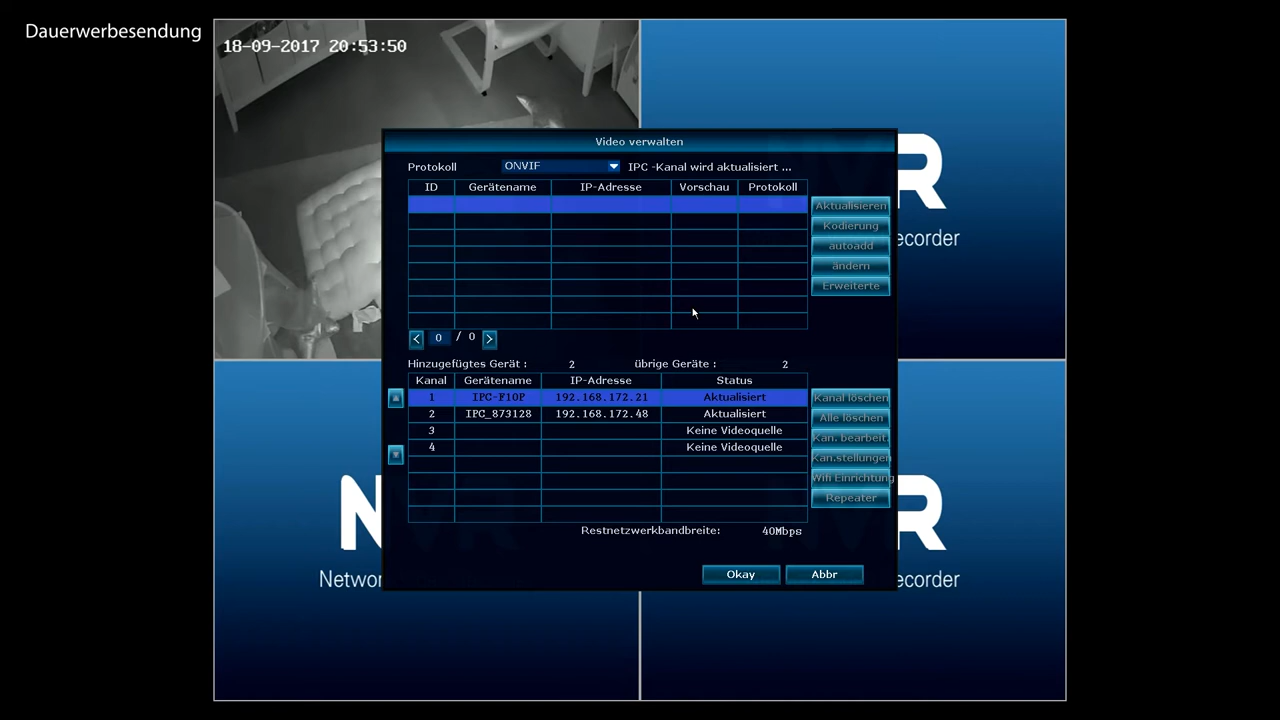 Dauerwerbesendung
18-09-2017 20:53:50
Video verwalten
Protokoll ONVIF IPC -Kanal wird aktualisiert ...
ID Gerätename IP-Adresse Vorschau Protokoll
Aktualisieren
Kodierung
autoadd
ändern
Erweiterte
< 0 / 0 >
Hinzugefügtes Gerät : 2 übrige Geräte : 2
Kanal Gerätename IP-Adresse Status
1 IPC-F10P 192.168.172.21 Aktualisiert
2 IPC_873128 192.168.172.48 Aktualisiert
3 Keine Videoquelle
4 Keine Videoquelle
Kanal löschen
Alle löschen
Kan. bearbeit.
Kan.stellungen
Wifi Einrichtung
Repeater
Restnetzwerkbandbreite: 40Mbps
Okay Abbr
R
ecorder
N R
Networ ecorder